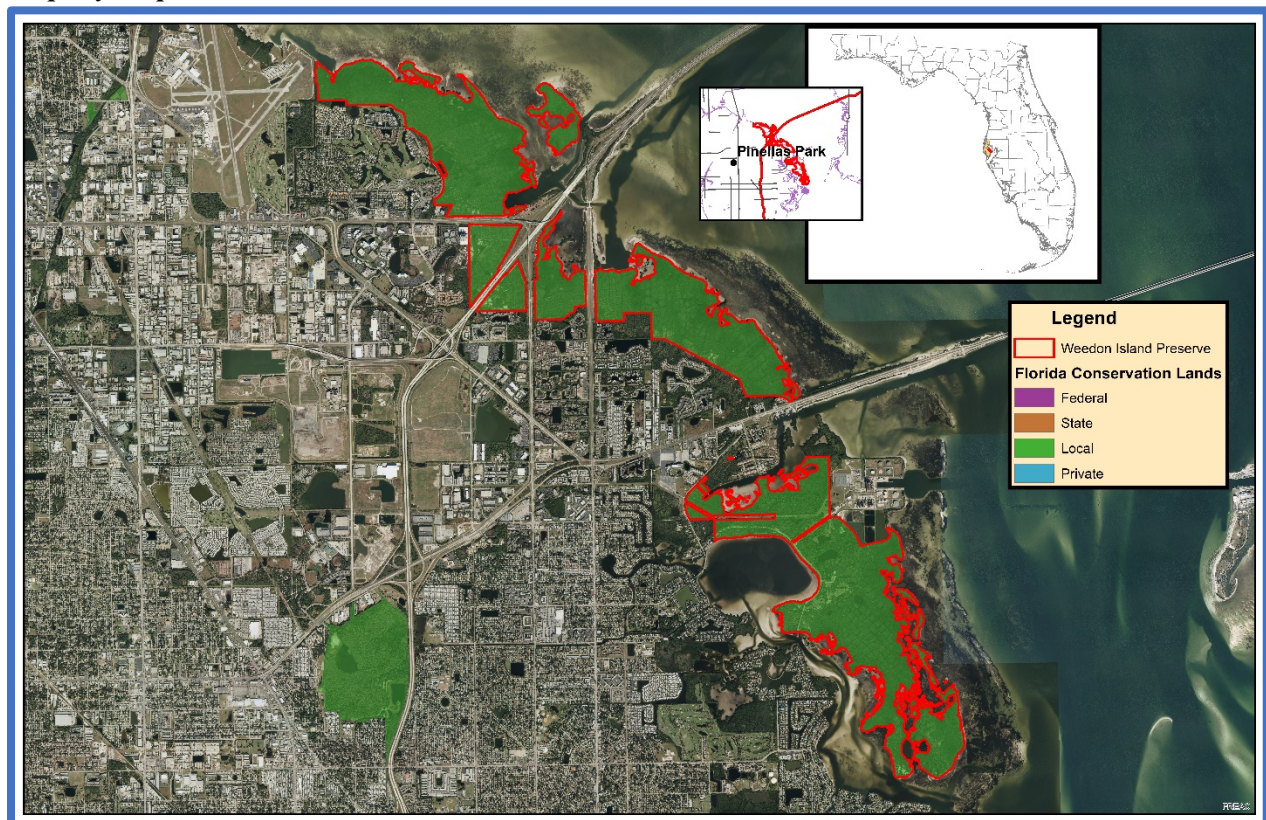 Pinellas Park
Legend
Weedon Island Preserve
Florida Conservation Lands
Federal
State
Local
Private